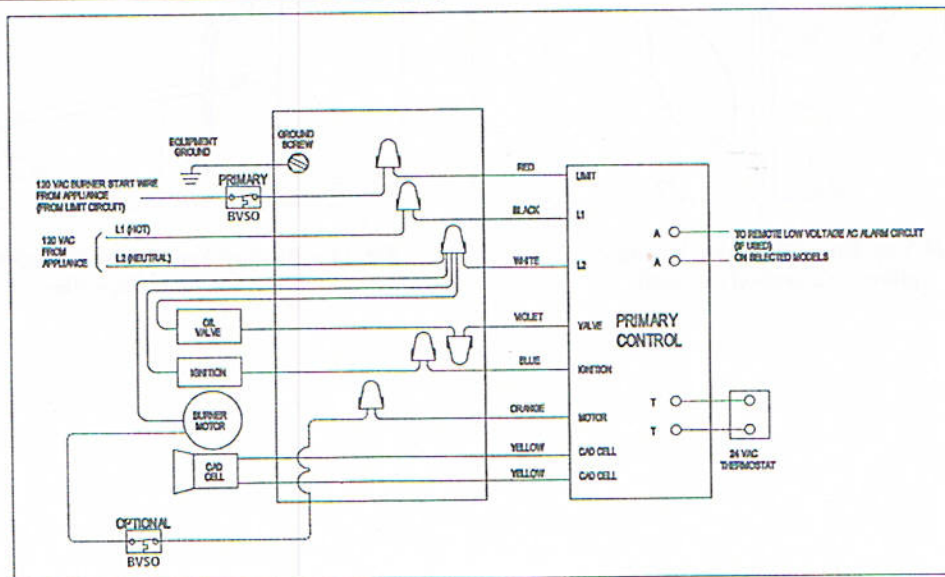 EQUIPMENT
GROUND
GROUND
SCREW
120 VAC BURNER START WIRE
FROM APPLIANCE
(FROM LIMIT CIRCUIT)
PRIMARY
BVSO
120 VAC
FROM
APPLIANCE
L1 (HOT)
L2 (NEUTRAL)
OIL
VALVE
IGNITION
BURNER
MOTOR
CAD
CELL
OPTIONAL
BVSO
RED
BLACK
WHITE
VIOLET
BLUE
ORANGE
YELLOW
YELLOW
LIMIT
L1
L2
VALVE
IGNITION
MOTOR
CAD CELL
CAD CELL
PRIMARY
CONTROL
A
A
TO REMOTE LOW VOLTAGE AC ALARM CIRCUIT
(IF USED)
ON SELECTED MODELS
T
T
24 VAC
THERMOSTAT